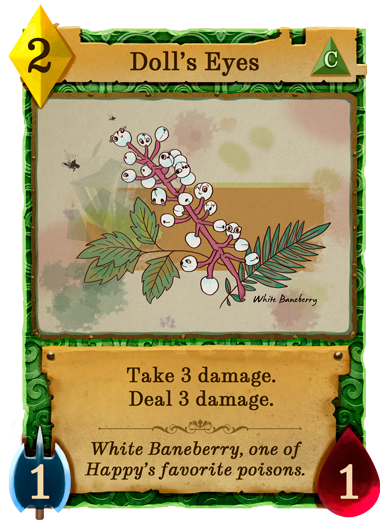 2
Doll's Eyes
C
White Baneberry
Take 3 damage.
Deal 3 damage.
White Baneberry, one of
Happy's favorite poisons.
1
1